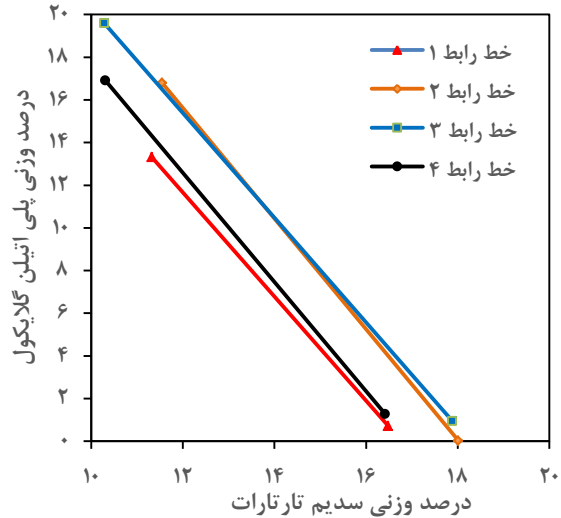 ۲۰
۱۸
۱۶
۱۴
۱۲
۱۰
۸
۶
۴
۲
۰
درصد وزنی پلی اتیلن گلایکول
خط رابط ۱
خط رابط ۲
خط رابط ۳
خط رابط ۴
۱۰ ۱۲ ۱۴ ۱۶ ۱۸ ۲۰
درصد وزنی سدیم تارتارات